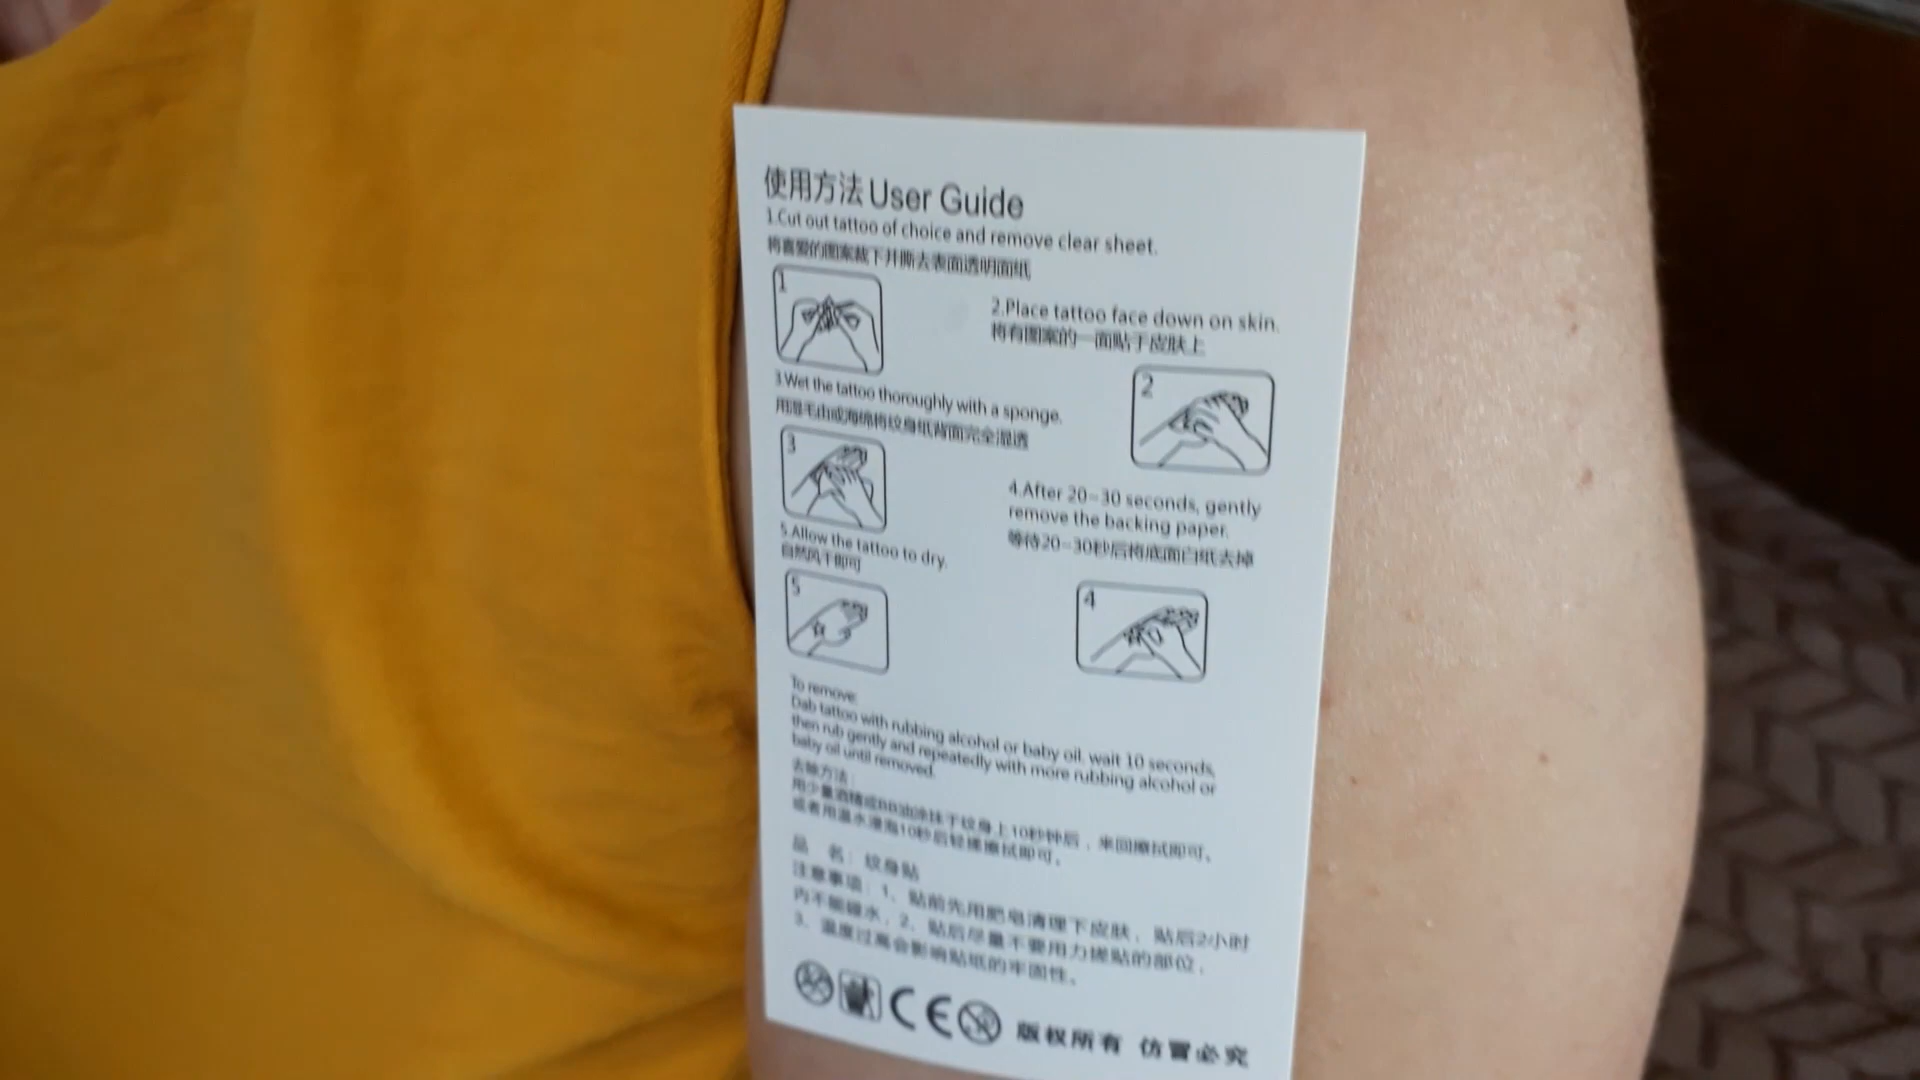 使用方法 User Guide
1.Cut out tattoo of choice and remove clear sheet.
将喜爱的图案裁下并撕去表面透明面纸
1
2.Place tattoo face down on skin.
将有图案的一面贴于皮肤上
2
3.Wet the tattoo thoroughly with a sponge.
用湿毛巾或海绵将纹身纸背面完全湿透
3
4.After 20-30 seconds, gently
remove the backing paper.
等待20-30秒后将底面白纸去掉
4
5.Allow the tattoo to dry.
自然风干即可
5
To remove:
Dab tattoo with rubbing alcohol or baby oil, wait 10 seconds,
then rub gently and repeatedly with more rubbing alcohol or
baby oil until removed.
去除方法：
用少量酒精或BB油涂抹于纹身上10秒钟后，来回擦拭即可。
或者用温水浸泡10秒后轻揉擦拭即可。
品 名：纹身贴
注意事项：1、贴前先用肥皂清理下皮肤，贴后2小时
内不能碰水，2、贴后尽量不要用力搓贴的部位，
3、温度过高会影响贴纸的牢固性。
CE 版权所有 仿冒必究